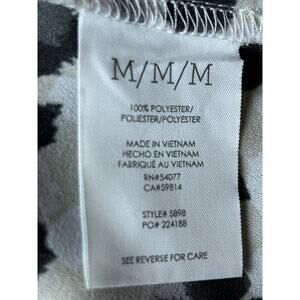 M/M/M
100% POLYESTER/
POLIESTER/POLYESTER
MADE IN VIETNAM
HECHO EN VIETNAM
FABRIQUÉ AU VIETNAM
RN#54077
CA#59814
STYLE# 5898
PO# 224188
SEE REVERSE FOR CARE